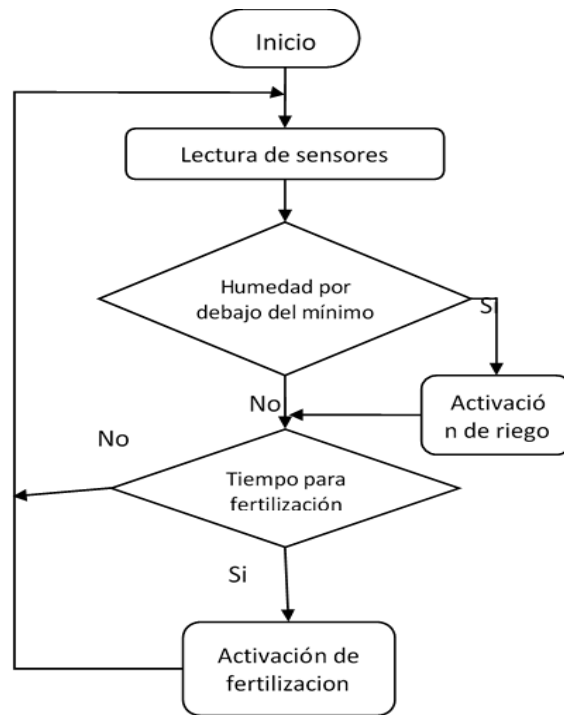 Inicio
Lectura de sensores
Humedad por
debajo del mínimo
Si
Activació
n de riego
No
No
Tiempo para
fertilización
Si
Activación de
fertilizacion